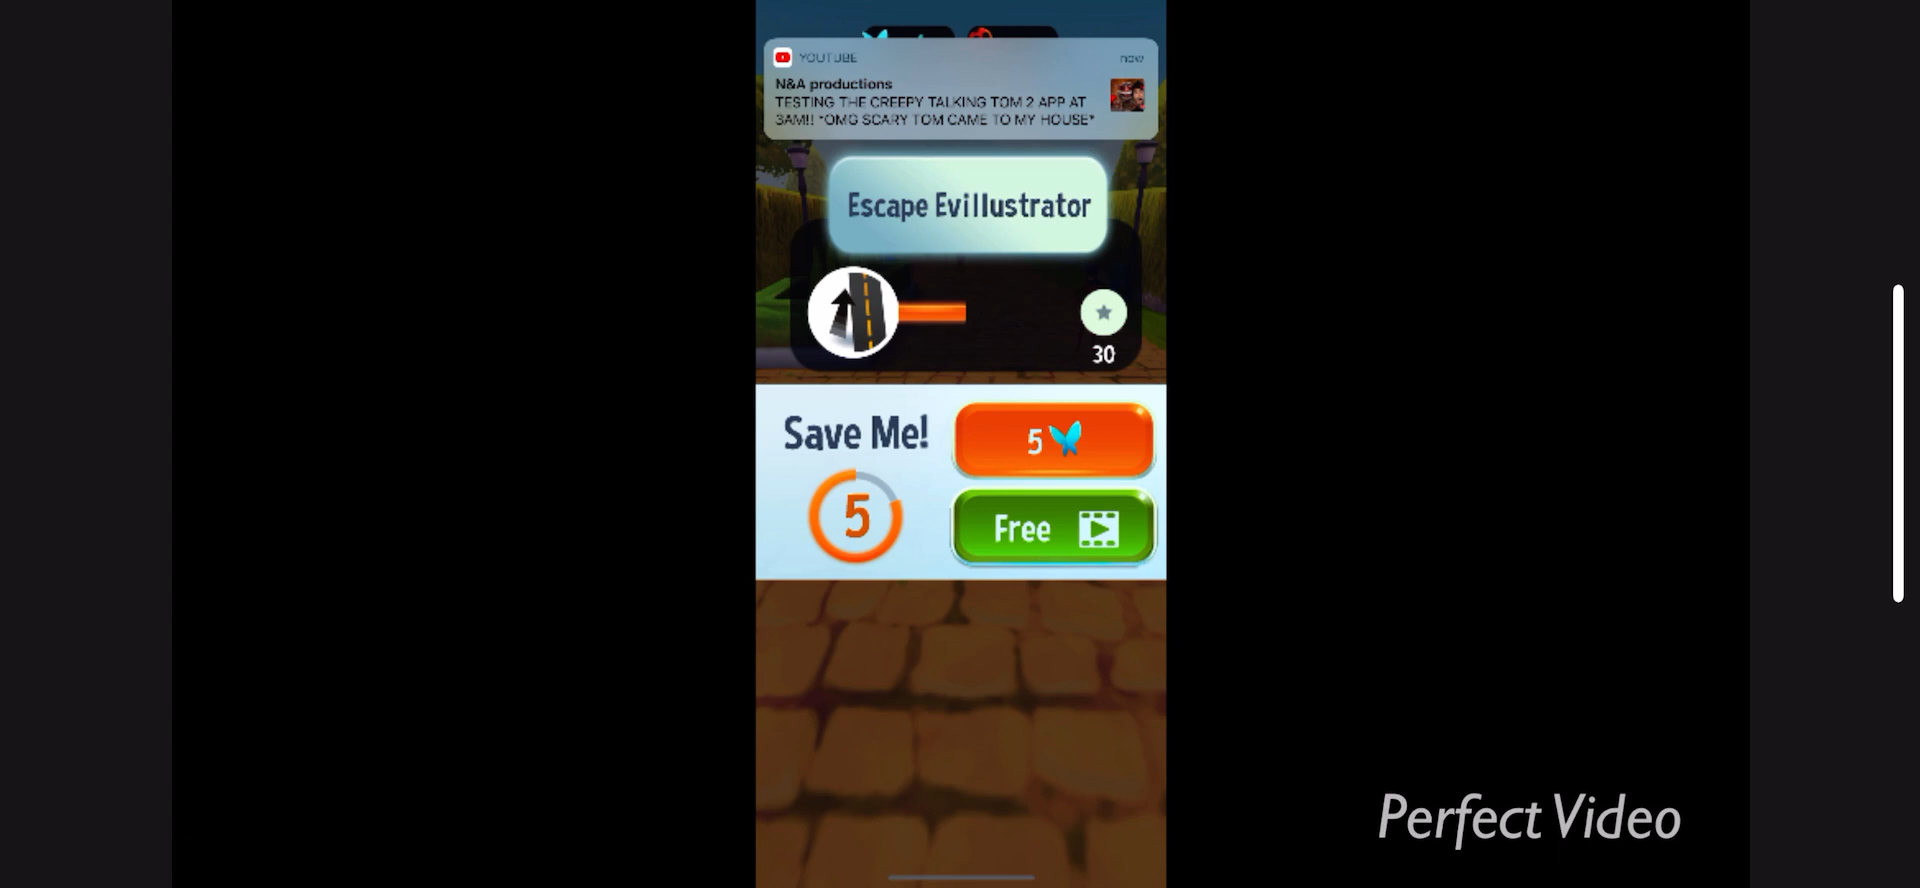 YOUTUBE
now
N&A productions
TESTING THE CREEPY TALKING TOM 2 APP AT
3AM!! *OMG SCARY TOM CAME TO MY HOUSE*
Escape Evillustrator
30
Save Me!
5
5
Free
Perfect Video